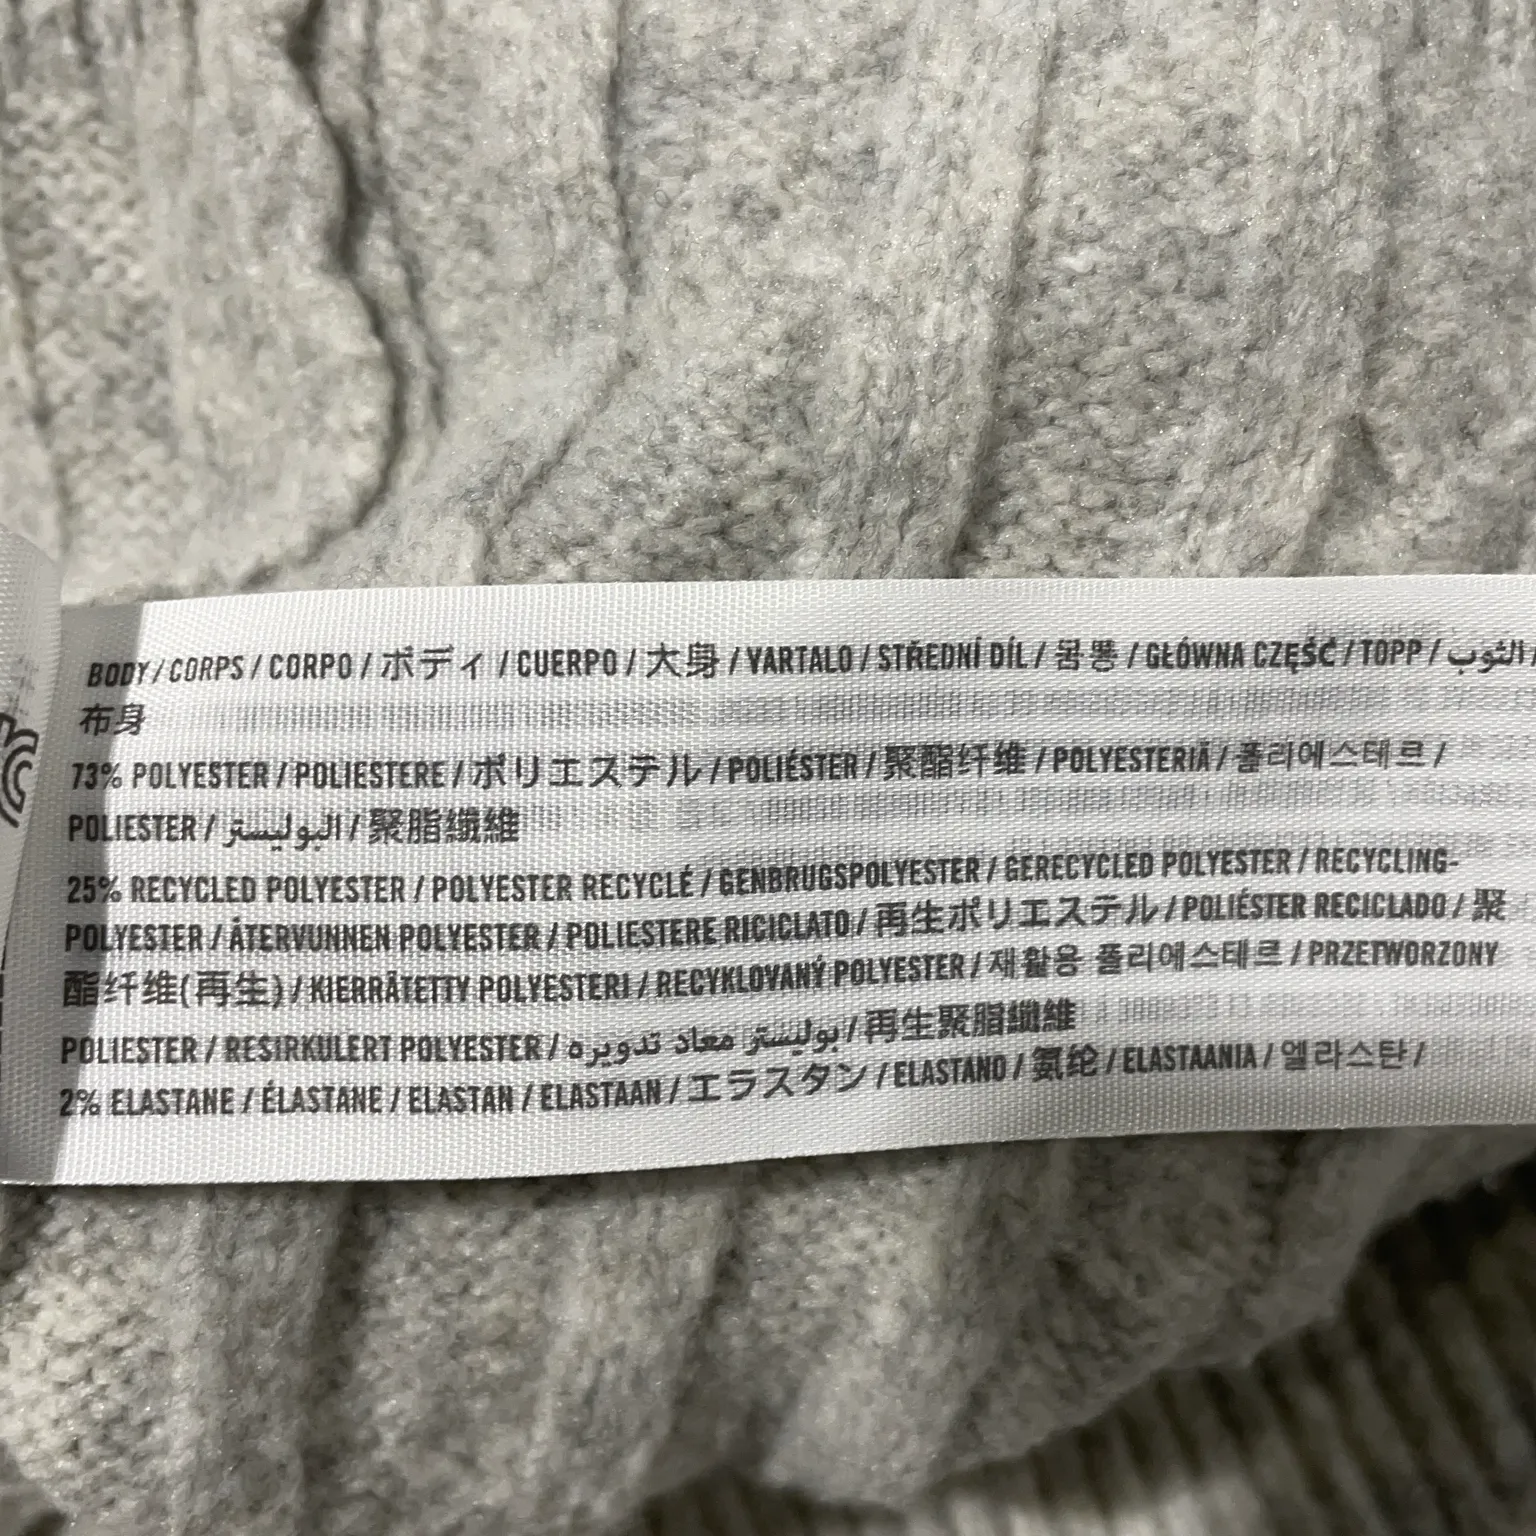 BODY / CORPS / CORPO / ボディ / CUERPO / 大身 / VARTALO / STŘEDNÍ DÍL / 몸통 / GŁÓWNA CZĘŚĆ / TOPP / الثوب /
布身
73% POLYESTER / POLIESTERE / ポリエステル / POLIÉSTER / 聚酯纤维 / POLYESTERIÄ / 폴리에스테르 /
POLIESTER / البوليستر / 聚脂纖維
25% RECYCLED POLYESTER / POLYESTER RECYCLÉ / GENBRUGSPOLYESTER / GERECYCLED POLYESTER / RECYCLING-
POLYESTER / ÅTERVUNNEN POLYESTER / POLIESTERE RICICLATO / 再生ポリエステル / POLIÉSTER RECICLADO / 聚
酯纤维(再生) / KIERRÄTETTY POLYESTERI / RECYKLOVANÝ POLYESTER / 재활용 폴리에스테르 / PRZETWORZONY
POLIESTER / RESIRKULERT POLYESTER / بوليستر معاد تدويره / 再生聚脂纖維
2% ELASTANE / ÉLASTANE / ELASTAN / ELASTAAN / エラスタン / ELASTANO / 氨纶 / ELASTAANIA / 엘라스탄 /